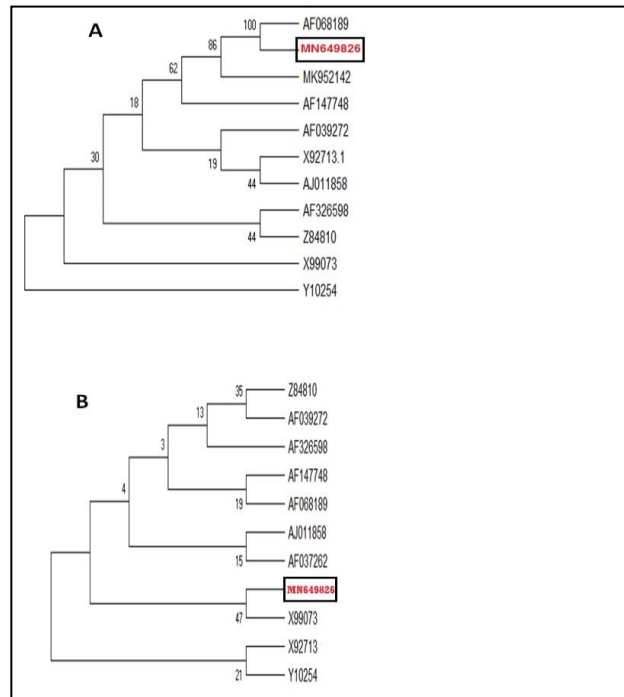 A
100
AF068189
MN649826
86
MK952142
62
AF147748
18
AF039272
19
X92713.1
44
AJ011858
30
AF326598
44
Z84810
X99073
Y10254
B
35
Z84810
AF039272
13
AF326598
3
AF147748
19
AF068189
4
AJ011858
15
AF037262
MN649826
47
X99073
X92713
21
Y10254